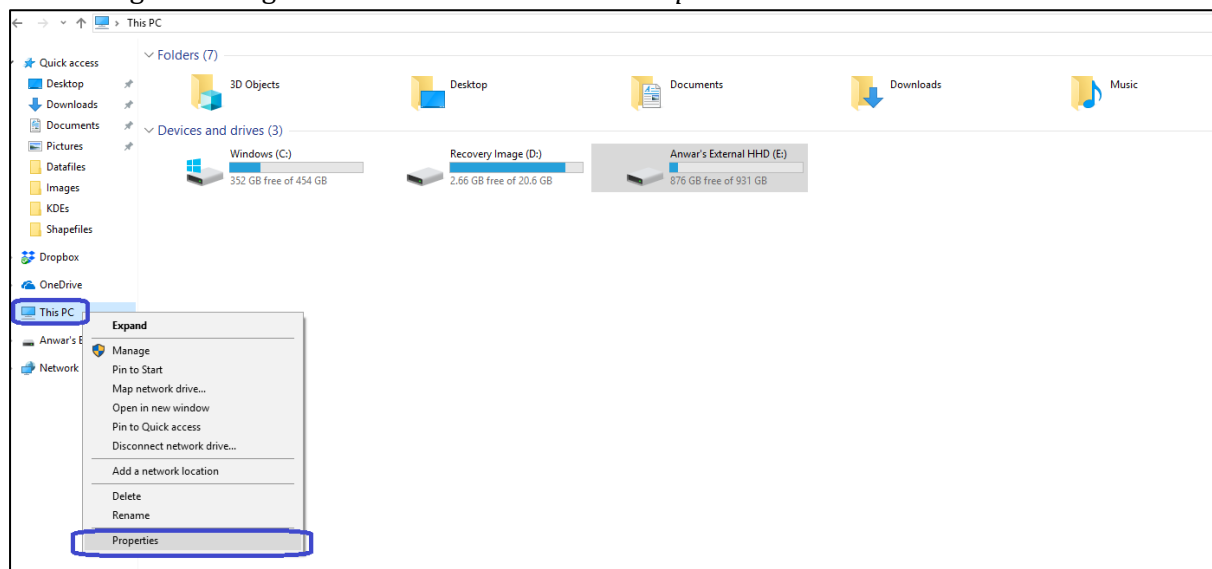 This PC
Quick access
Desktop
Downloads
Documents
Pictures
Datafiles
Images
KDEs
Shapefiles
Dropbox
OneDrive
This PC
Anwar's E
Network
Folders (7)
3D Objects
Desktop
Documents
Downloads
Music
Devices and drives (3)
Windows (C:)
352 GB free of 454 GB
Recovery Image (D:)
2.66 GB free of 20.6 GB
Anwar's External HHD (E:)
876 GB free of 931 GB
Expand
Manage
Pin to Start
Map network drive...
Open in new window
Pin to Quick access
Disconnect network drive...
Add a network location
Delete
Rename
Properties